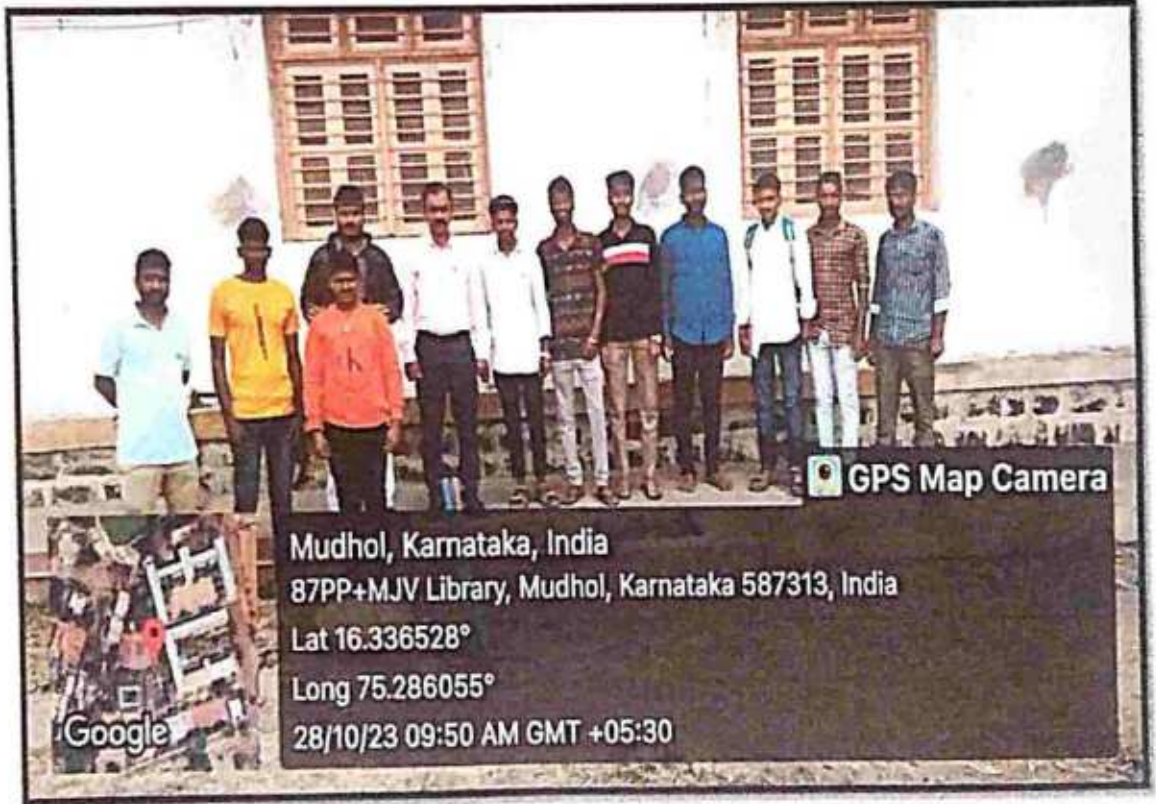 GPS Map Camera
Mudhol, Karnataka, India
87PP+MJV Library, Mudhol, Karnataka 587313, India
Lat 16.336528°
Long 75.286055°
28/10/23 09:50 AM GMT +05:30
Google